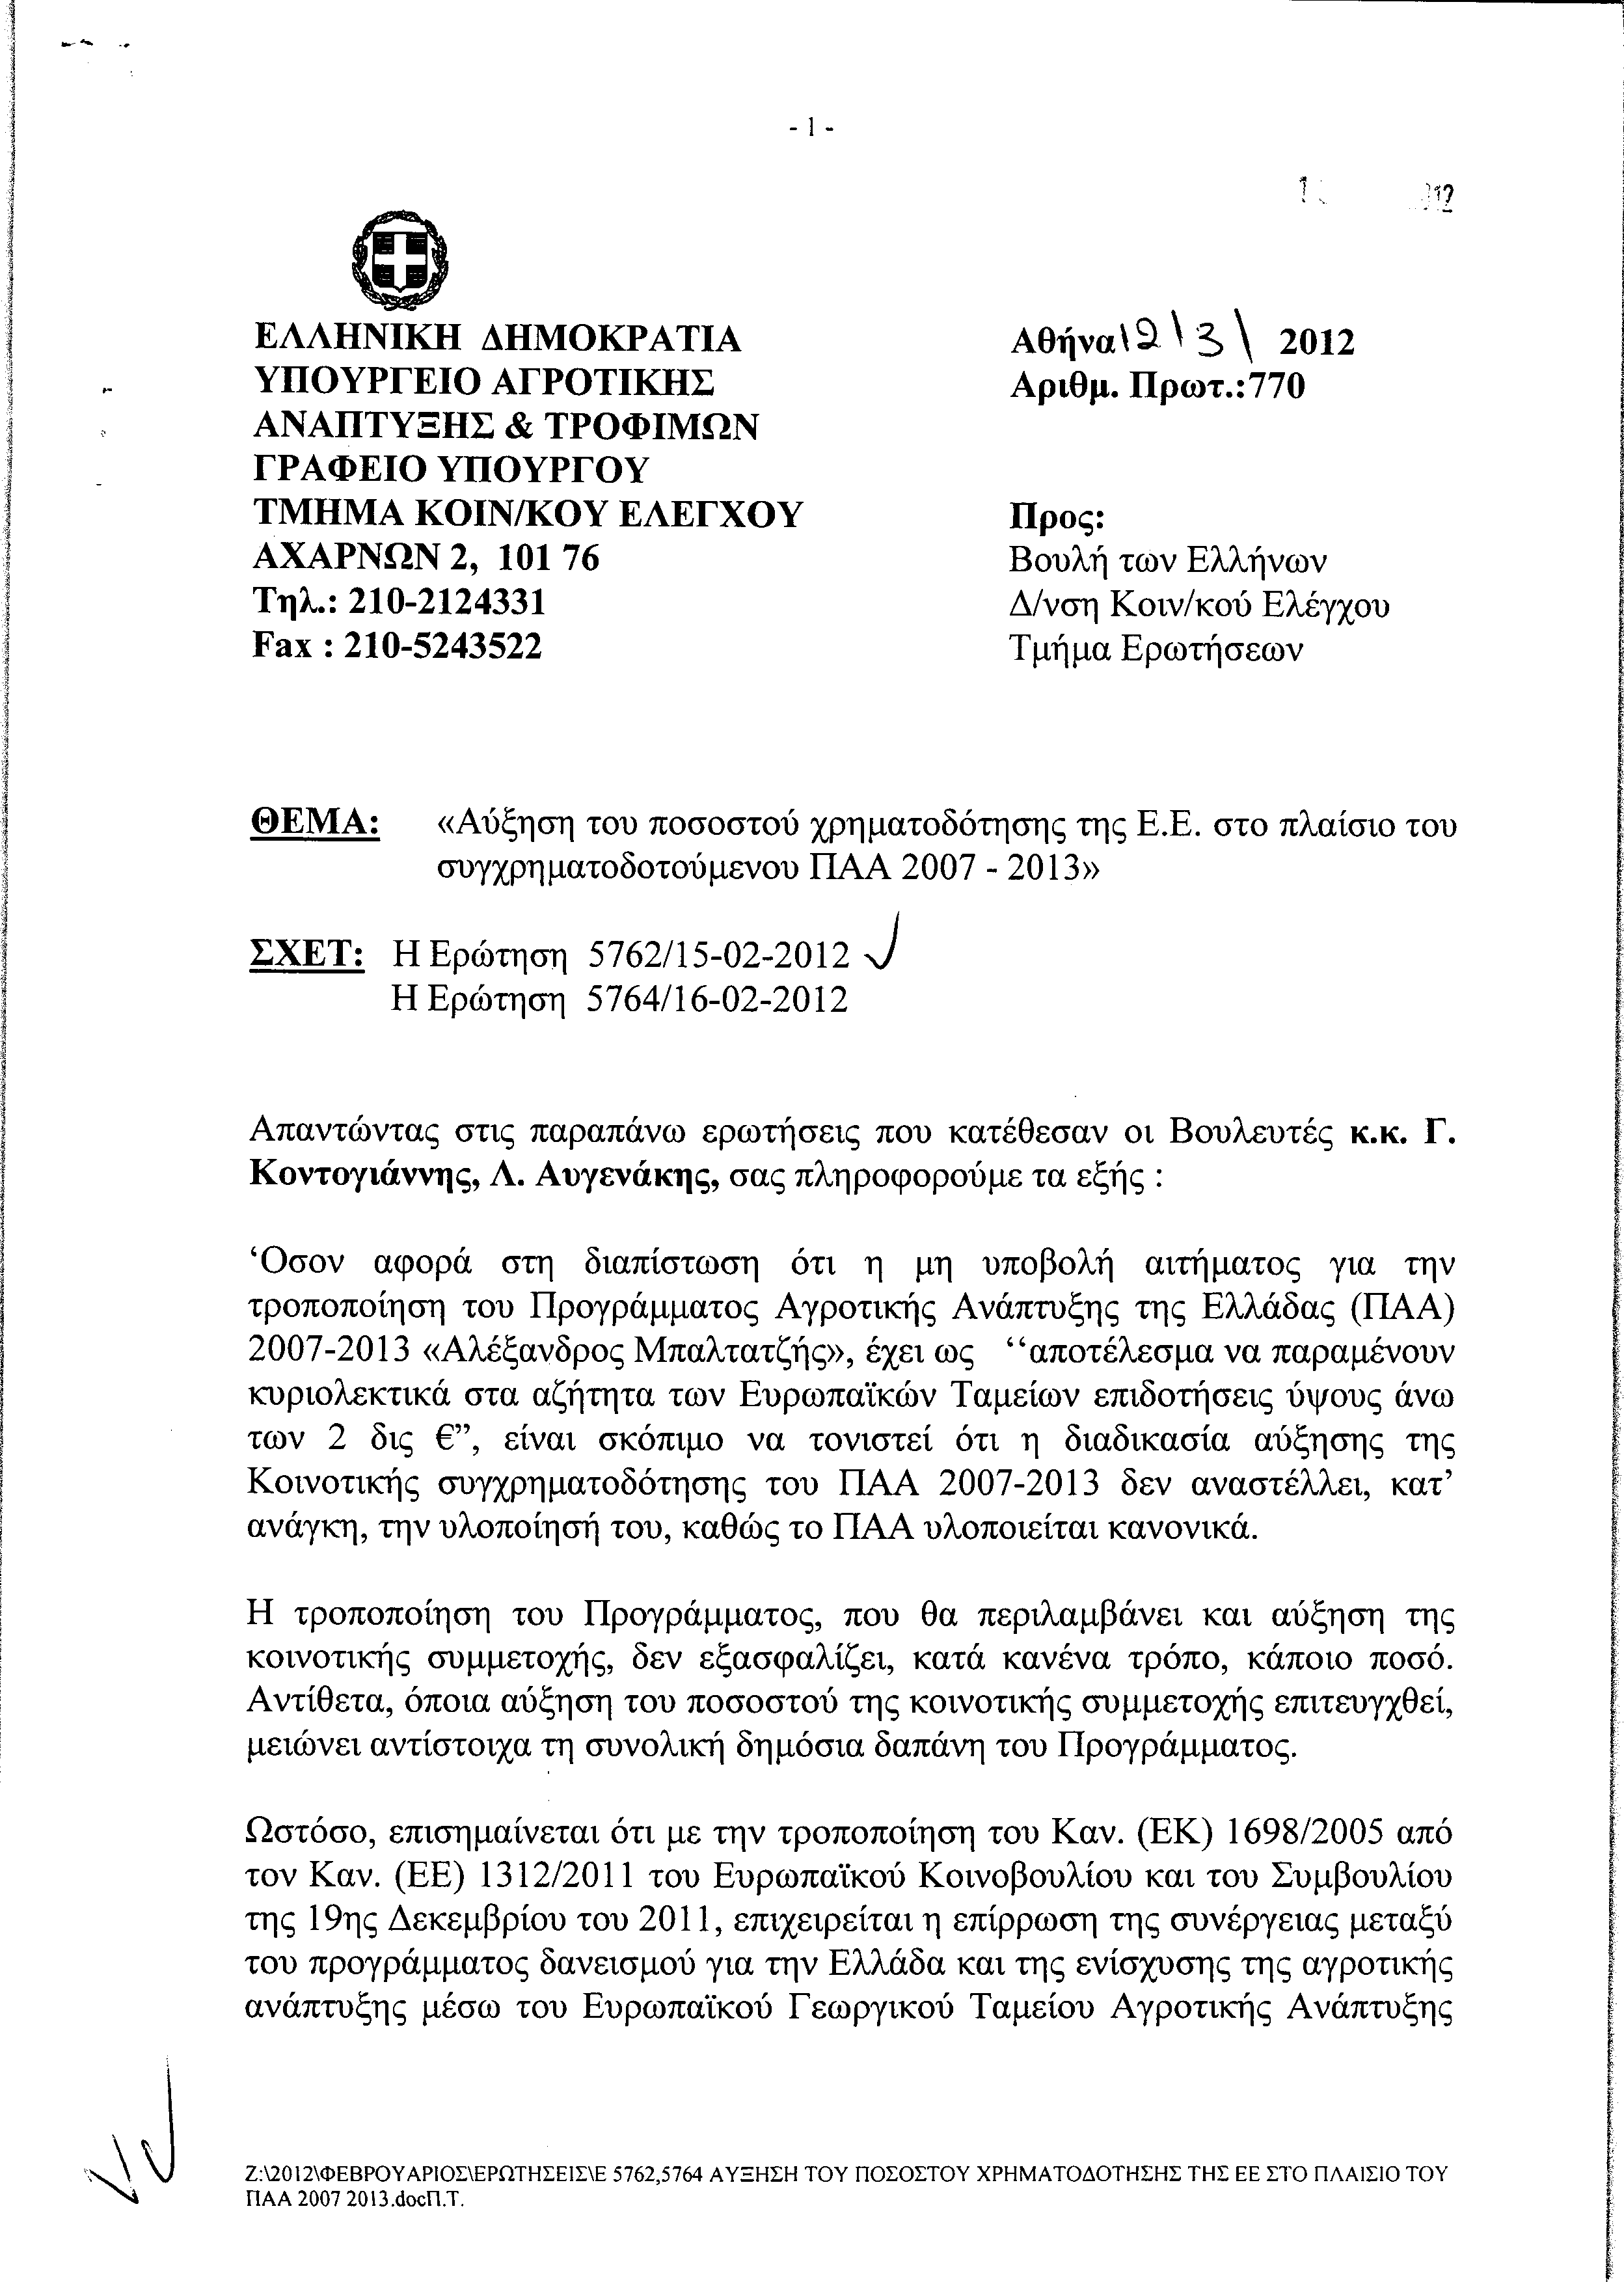 - 1 -
ΕΛΛΗΝΙΚΗ ΔΗΜΟΚΡΑΤΙΑ
ΥΠΟΥΡΓΕΙΟ ΑΓΡΟΤΙΚΗΣ
ΑΝΑΠΤΥΞΗΣ & ΤΡΟΦΙΜΩΝ
ΓΡΑΦΕΙΟ ΥΠΟΥΡΓΟΥ
ΤΜΗΜΑ ΚΟΙΝ/ΚΟΥ ΕΛΕΓΧΟΥ
ΑΧΑΡΝΩΝ 2, 101 76
Τηλ.: 210-2124331
Fax : 210-5243522
Αθήνα 12 \ 3 \ 2012
Αριθμ. Πρωτ.:770
Προς:
Βουλή των Ελλήνων
Δ/νση Κοιν/κού Ελέγχου
Τμήμα Ερωτήσεων
ΘΕΜΑ: «Αύξηση του ποσοστού χρηματοδότησης της Ε.Ε. στο πλαίσιο του
συγχρηματοδοτούμενου ΠΑΑ 2007 - 2013»
ΣΧΕΤ: Η Ερώτηση 5762/15-02-2012
Η Ερώτηση 5764/16-02-2012
Απαντώντας στις παραπάνω ερωτήσεις που κατέθεσαν οι Βουλευτές κ.κ. Γ.
Κοντογιάννης, Λ. Αυγενάκης, σας πληροφορούμε τα εξής :
‘Οσον αφορά στη διαπίστωση ότι η μη υποβολή αιτήματος για την
τροποποίηση του Προγράμματος Αγροτικής Ανάπτυξης της Ελλάδας (ΠΑΑ)
2007-2013 «Αλέξανδρος Μπαλτατζής», έχει ως “αποτέλεσμα να παραμένουν
κυριολεκτικά στα αζήτητα των Ευρωπαϊκών Ταμείων επιδοτήσεις ύψους άνω
των 2 δις €”, είναι σκόπιμο να τονιστεί ότι η διαδικασία αύξησης της
Κοινοτικής συγχρηματοδότησης του ΠΑΑ 2007-2013 δεν αναστέλλει, κατ’
ανάγκη, την υλοποίησή του, καθώς το ΠΑΑ υλοποιείται κανονικά.
Η τροποποίηση του Προγράμματος, που θα περιλαμβάνει και αύξηση της
κοινοτικής συμμετοχής, δεν εξασφαλίζει, κατά κανένα τρόπο, κάποιο ποσό.
Αντίθετα, όποια αύξηση του ποσοστού της κοινοτικής συμμετοχής επιτευγχθεί,
μειώνει αντίστοιχα τη συνολική δημόσια δαπάνη του Προγράμματος.
Ωστόσο, επισημαίνεται ότι με την τροποποίηση του Καν. (ΕΚ) 1698/2005 από
τον Καν. (ΕΕ) 1312/2011 του Ευρωπαϊκού Κοινοβουλίου και του Συμβουλίου
της 19ης Δεκεμβρίου του 2011, επιχειρείται η επίρρωση της συνέργειας μεταξύ
του προγράμματος δανεισμού για την Ελλάδα και της ενίσχυσης της αγροτικής
ανάπτυξης μέσω του Ευρωπαϊκού Γεωργικού Ταμείου Αγροτικής Ανάπτυξης
Z:\2012\ΦΕΒΡΟΥΑΡΙΟΣ\ΕΡΩΤΗΣΕΙΣ\Ε 5762,5764 ΑΥΞΗΣΗ ΤΟΥ ΠΟΣΟΣΤΟΥ ΧΡΗΜΑΤΟΔΟΤΗΣΗΣ ΤΗΣ ΕΕ ΣΤΟ ΠΛΑΙΣΙΟ ΤΟΥ
ΠΑΑ 2007 2013.docΠ.Τ.